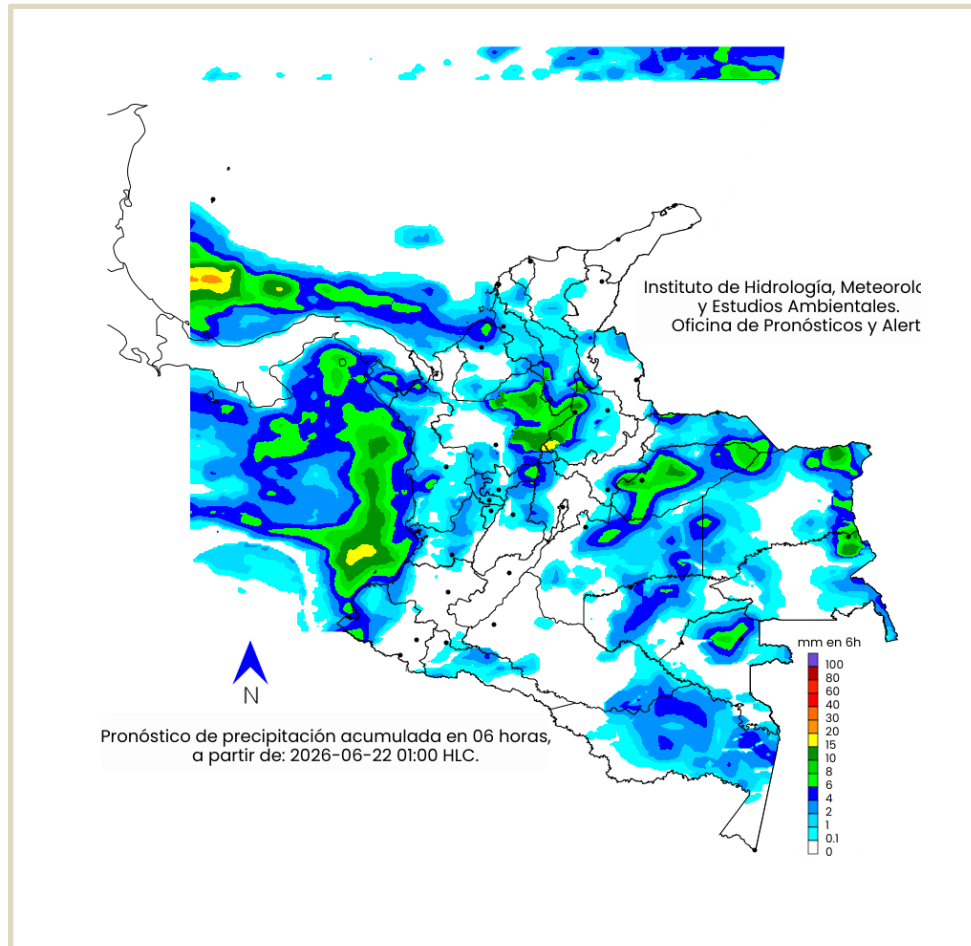 Instituto de Hidrología, Meteorolo
y Estudios Ambientales.
Oficina de Pronósticos y Alert
mm en 6h
100
80
60
40
30
20
15
10
8
6
4
2
1
0.1
0
N
Pronóstico de precipitación acumulada en 06 horas,
a partir de: 2026-06-22 01:00 HLC.